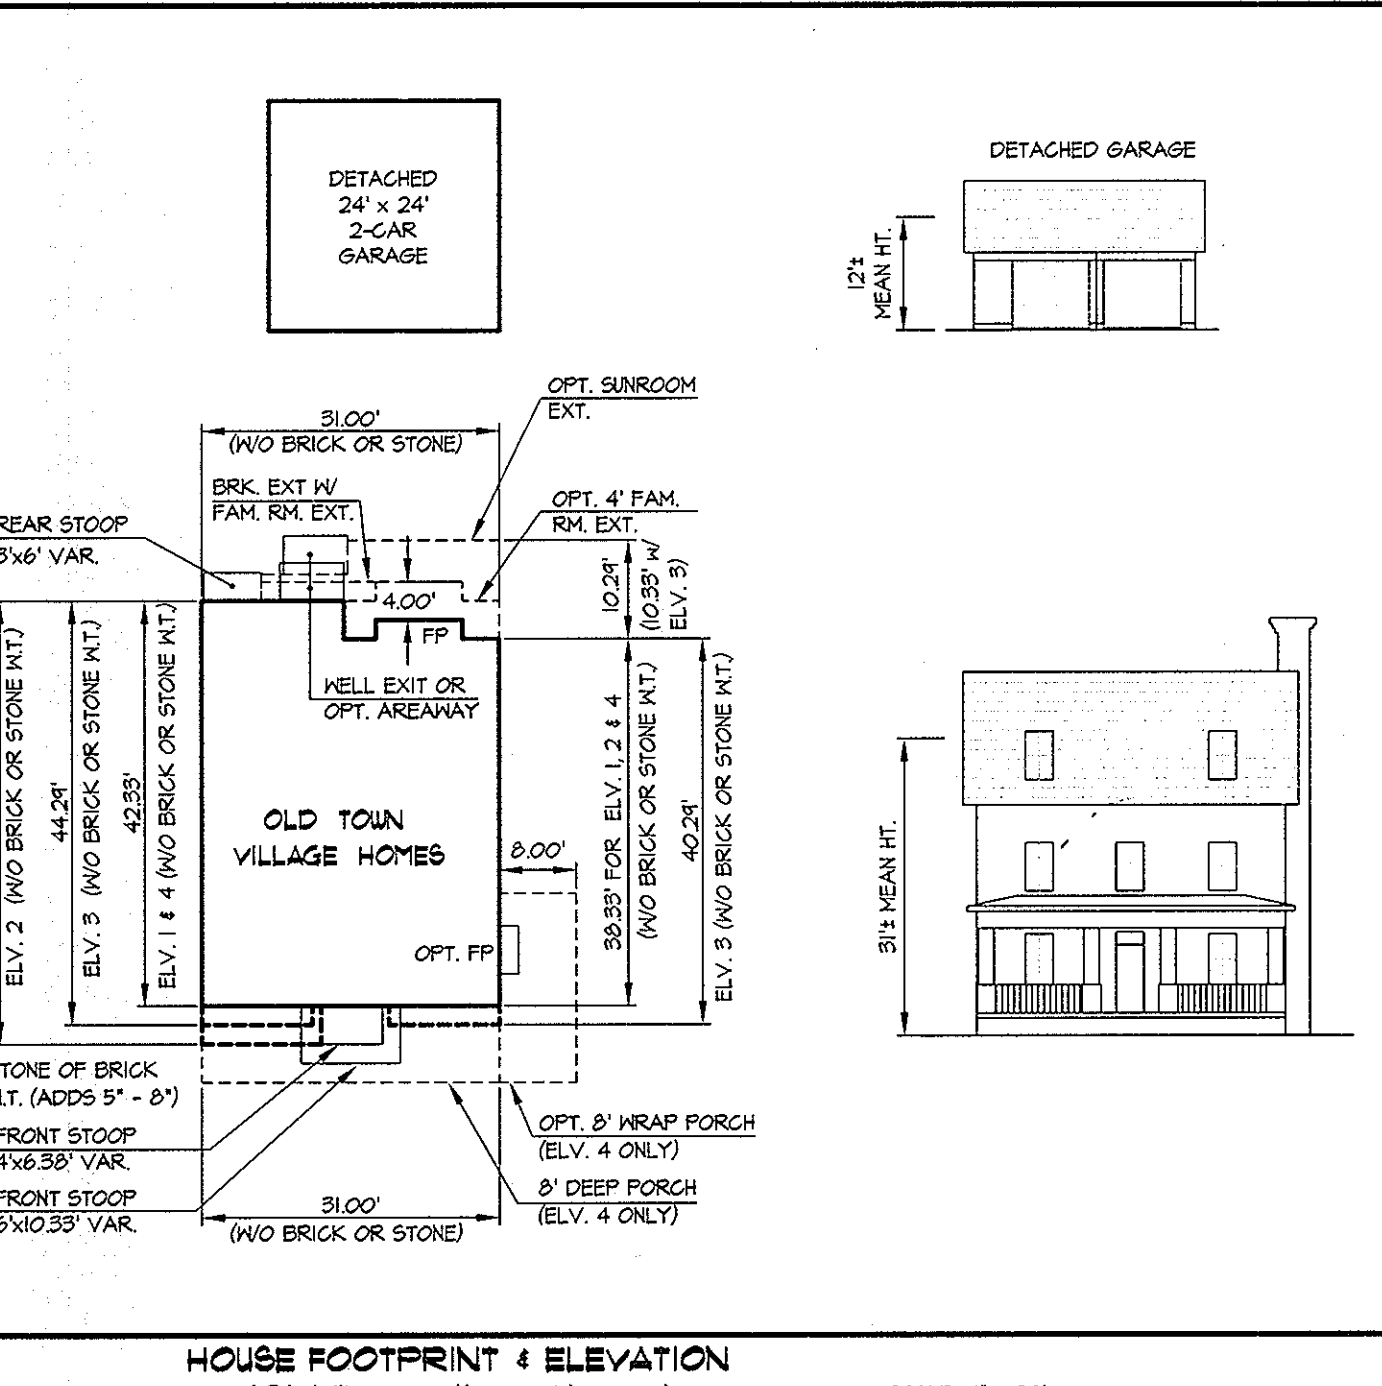 DETACHED
24' x 24'
2-CAR
GARAGE
DETACHED GARAGE
12'±
MEAN HT.
OPT. SUNROOM
EXT.
31.00'
(W/O BRICK OR STONE)
BRK. EXT W/
FAM. RM. EXT.
OPT. 4' FAM.
RM. EXT.
REAR STOOP
3'x6' VAR.
4.00'
FP
10.29'
(10.33' W/
ELV. 3)
WELL EXIT OR
OPT. AREAWAY
ELV. 2 (W/O BRICK OR STONE W.T.)
44.29'
ELV. 3 (W/O BRICK OR STONE W.T.)
42.33'
ELV. 1 & 4 (W/O BRICK OR STONE W.T.)
OLD TOWN
VILLAGE HOMES
8.00'
OPT. FP
38.33' FOR ELV. 1, 2 & 4
(W/O BRICK OR STONE W.T.)
40.29'
ELV. 3 (W/O BRICK OR STONE W.T.)
31'± MEAN HT.
TONE OF BRICK
.T. (ADDS 5" - 8")
FRONT STOOP
4'x6.38' VAR.
FRONT STOOP
'x10.33' VAR.
OPT. 8' WRAP PORCH
(ELV. 4 ONLY)
8' DEEP PORCH
(ELV. 4 ONLY)
31.00'
(W/O BRICK OR STONE)
HOUSE FOOTPRINT & ELEVATION